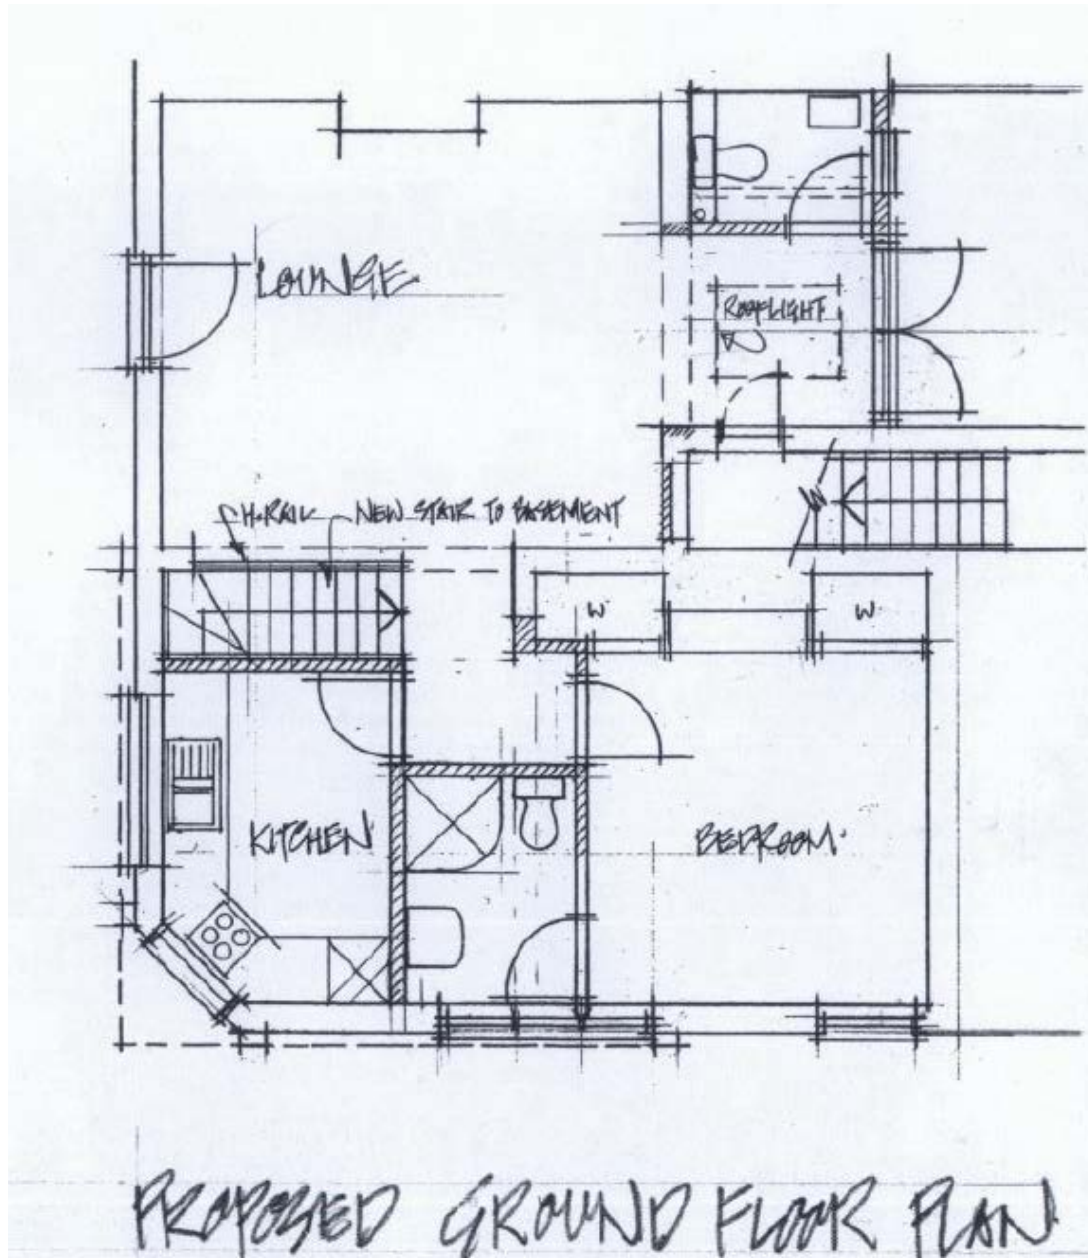 LOUNGE
ROOFLIGHT
H.RAIL NEW STAIR TO BASEMENT
W
W
KITCHEN
BEDROOM
PROPOSED GROUND FLOOR PLAN